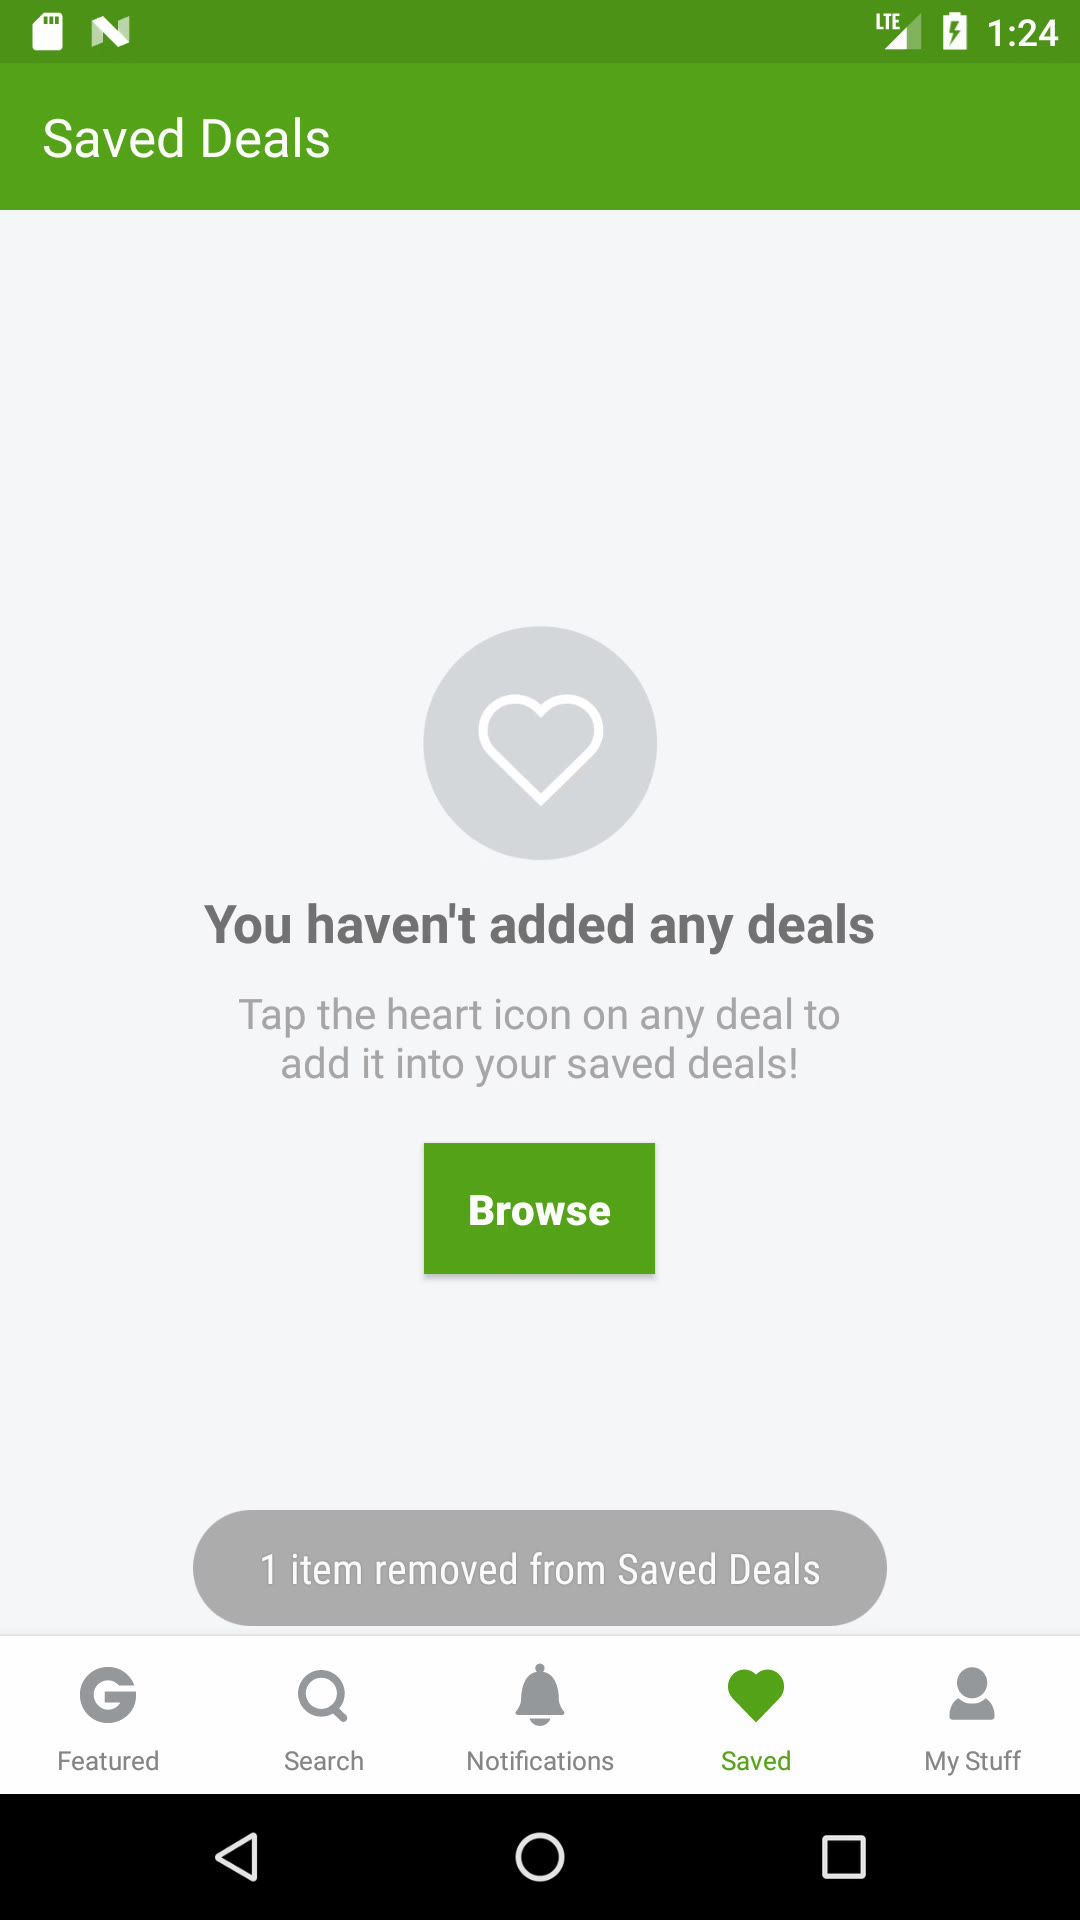 LTE 1:24
Saved Deals
You haven't added any deals
Tap the heart icon on any deal to
add it into your saved deals!
Browse
1 item removed from Saved Deals
Featured Search Notifications Saved My Stuff